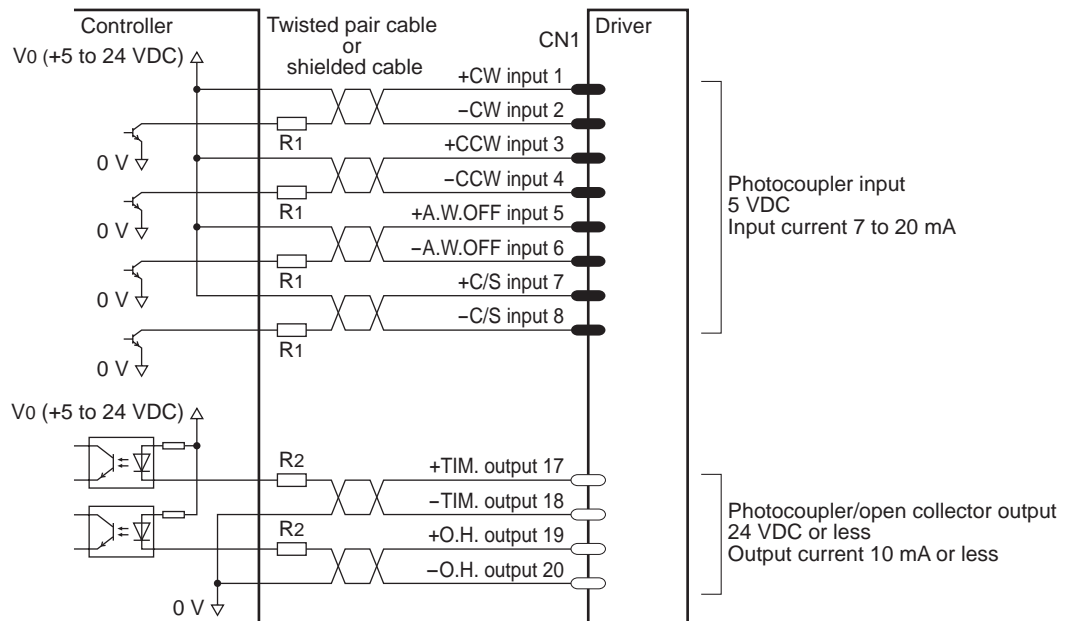 Controller
Twisted pair cable
or
shielded cable
CN1
Driver
V0 (+5 to 24 VDC)
+CW input 1
−CW input 2
R1
0 V
+CCW input 3
−CCW input 4
R1
0 V
+A.W.OFF input 5
−A.W.OFF input 6
R1
0 V
+C/S input 7
−C/S input 8
R1
0 V
Photocoupler input
5 VDC
Input current 7 to 20 mA
V0 (+5 to 24 VDC)
R2
+TIM. output 17
−TIM. output 18
R2
+O.H. output 19
−O.H. output 20
0 V
Photocoupler/open collector output
24 VDC or less
Output current 10 mA or less